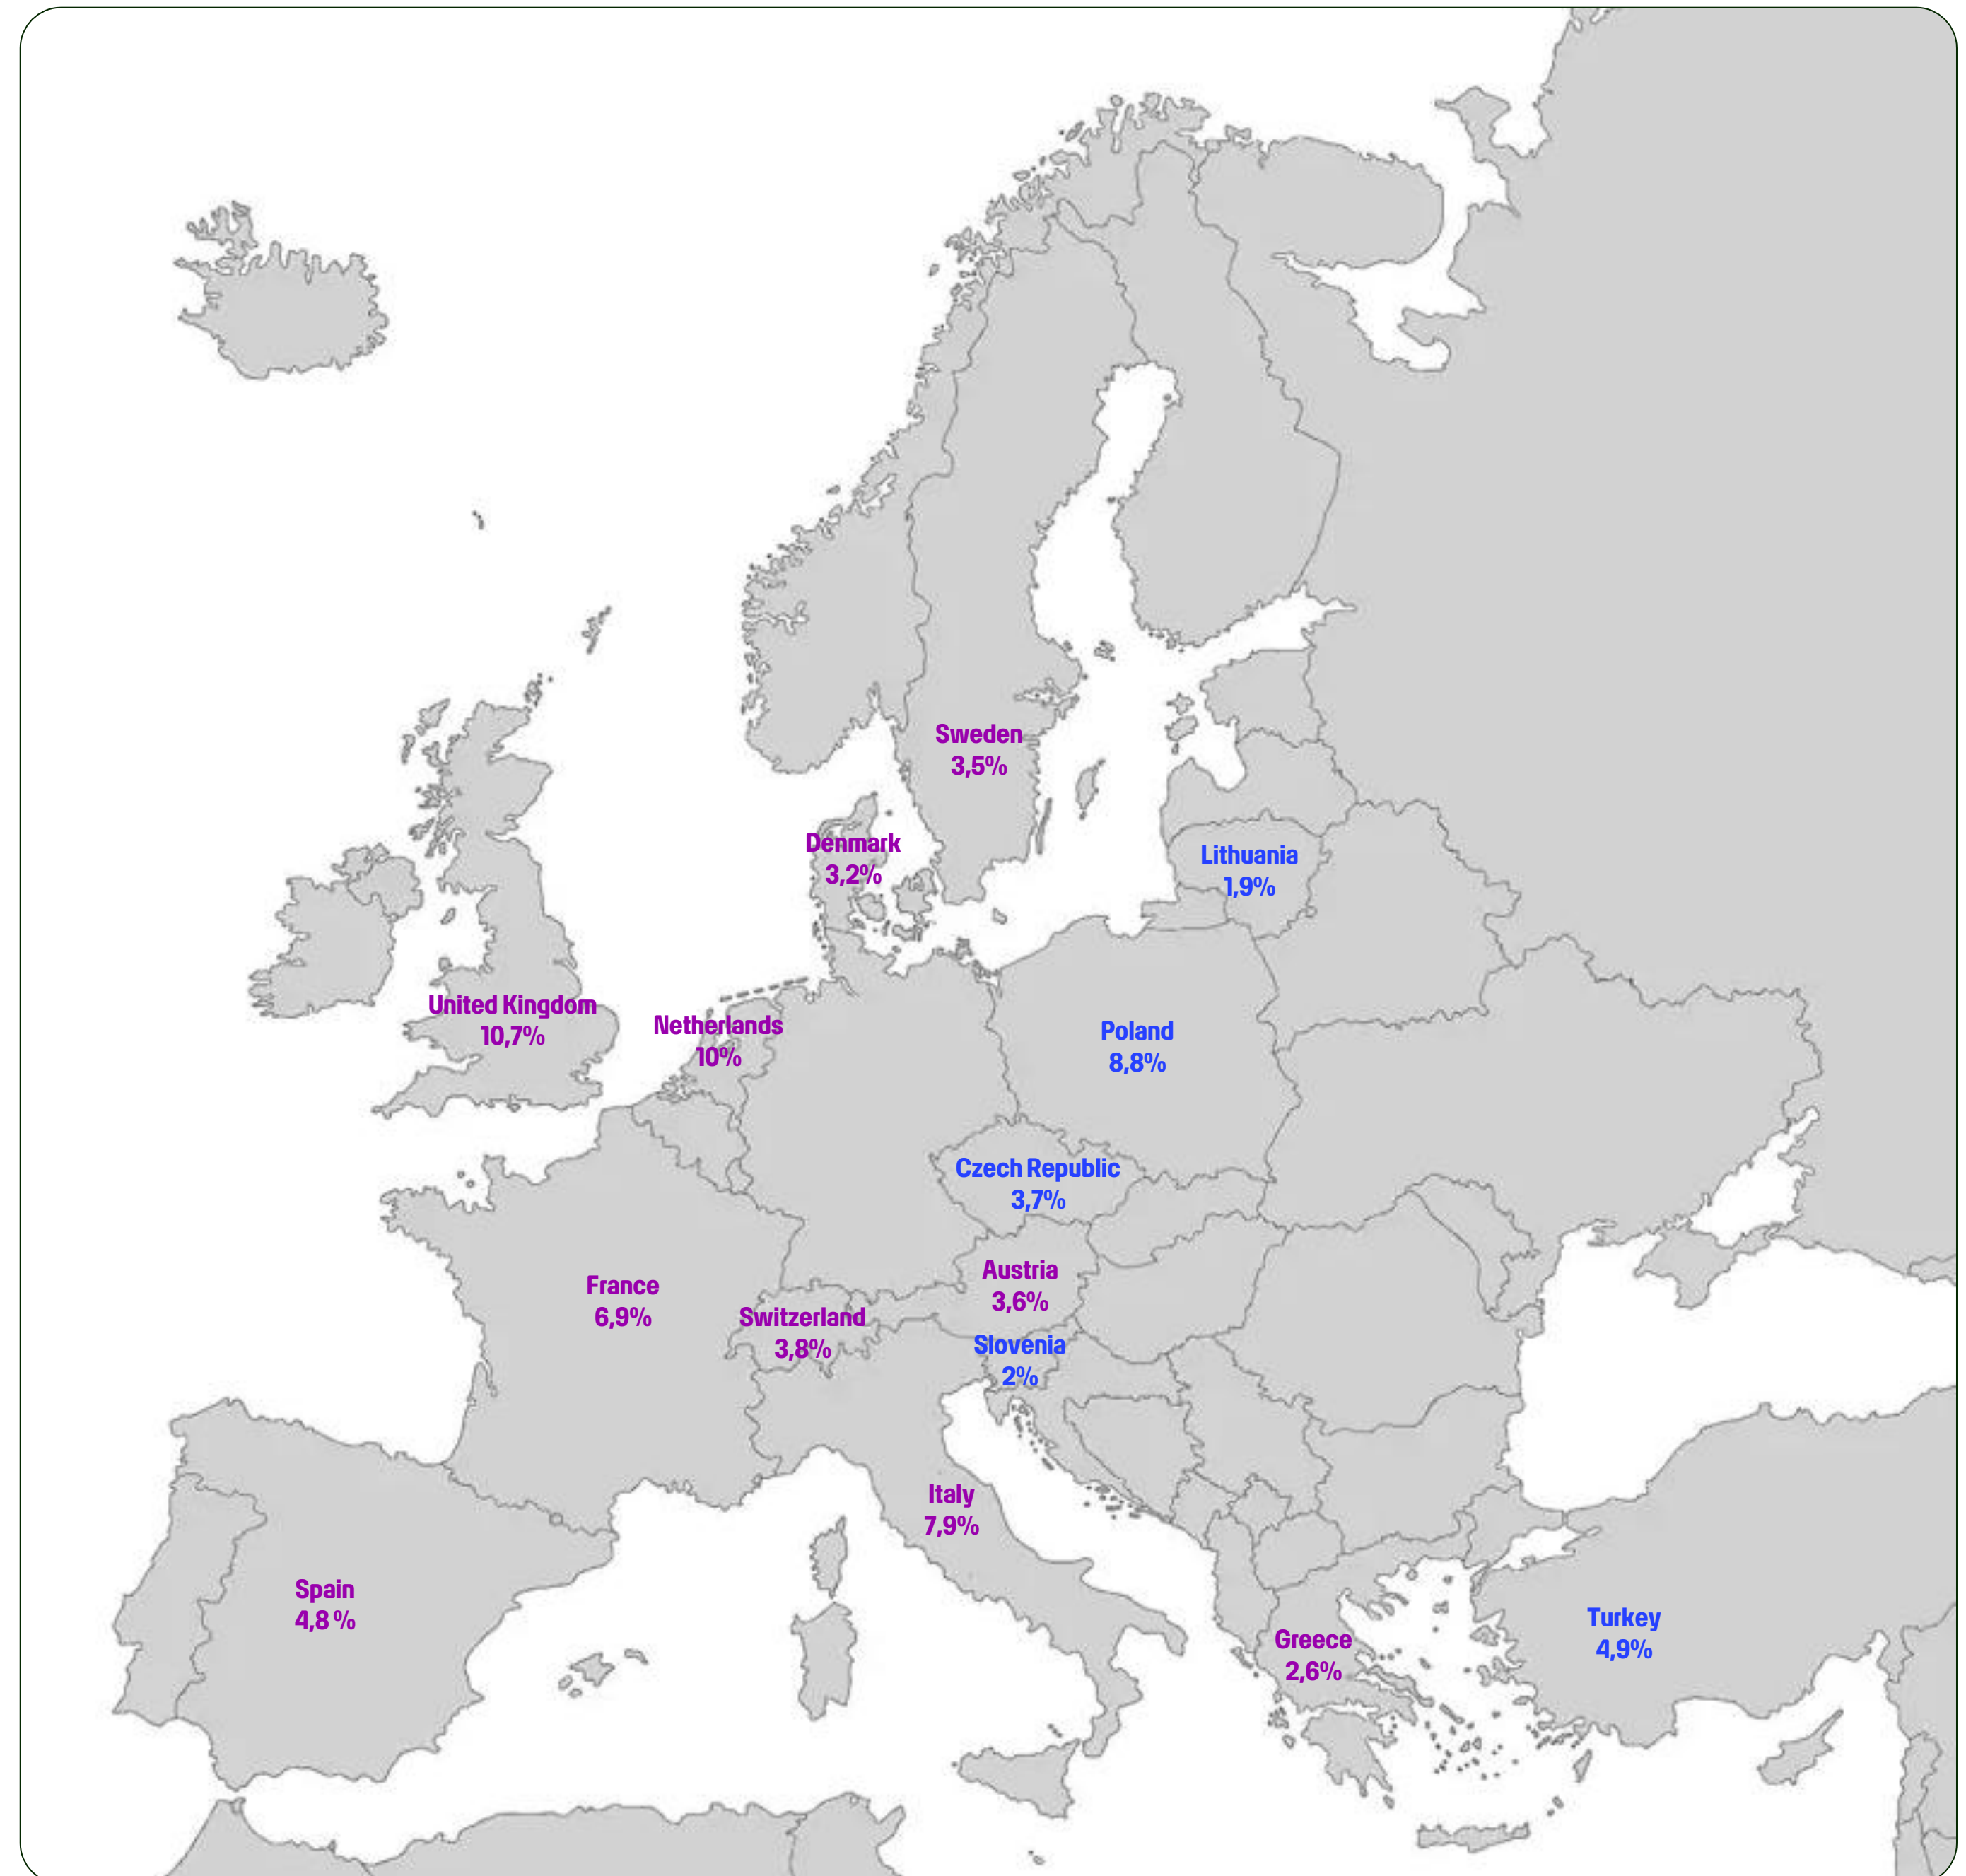 Sweden
3,5%
Denmark
3,2%
Lithuania
1,9%
United Kingdom
10,7%
Netherlands
10%
Poland
8,8%
Czech Republic
3,7%
Austria
3,6%
France
6,9%
Switzerland
3,8%
Slovenia
2%
Italy
7,9%
Spain
4,8 %
Turkey
4,9%
Greece
2,6%